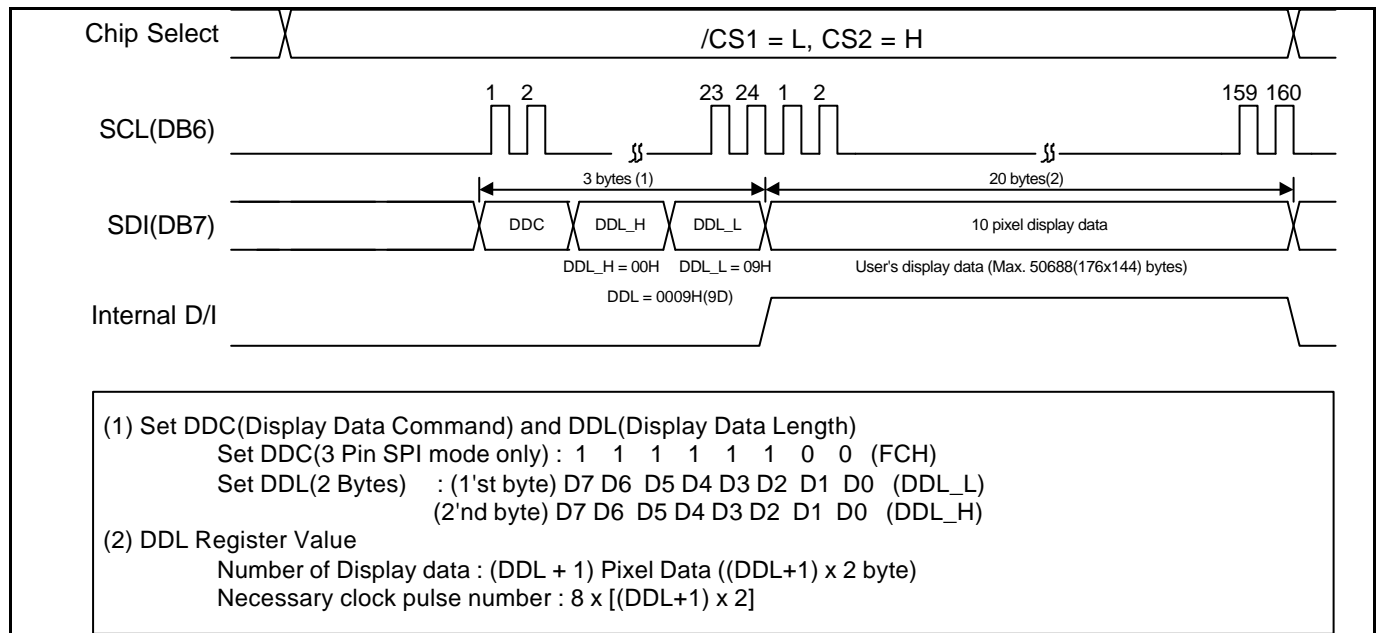 Chip Select /CS1 = L, CS2 = H
1 2 23 24 1 2 159 160
SCL(DB6)
3 bytes (1) 20 bytes(2)
SDI(DB7) DDC DDL_H DDL_L 10 pixel display data
DDL_H = 00H DDL_L = 09H User's display data (Max. 50688(176x144) bytes)
DDL = 0009H(9D)
Internal D/I
(1) Set DDC(Display Data Command) and DDL(Display Data Length)
Set DDC(3 Pin SPI mode only) : 1 1 1 1 1 1 0 0 (FCH)
Set DDL(2 Bytes) : (1'st byte) D7 D6 D5 D4 D3 D2 D1 D0 (DDL_L)
(2'nd byte) D7 D6 D5 D4 D3 D2 D1 D0 (DDL_H)
(2) DDL Register Value
Number of Display data : (DDL + 1) Pixel Data ((DDL+1) x 2 byte)
Necessary clock pulse number : 8 x [(DDL+1) x 2]